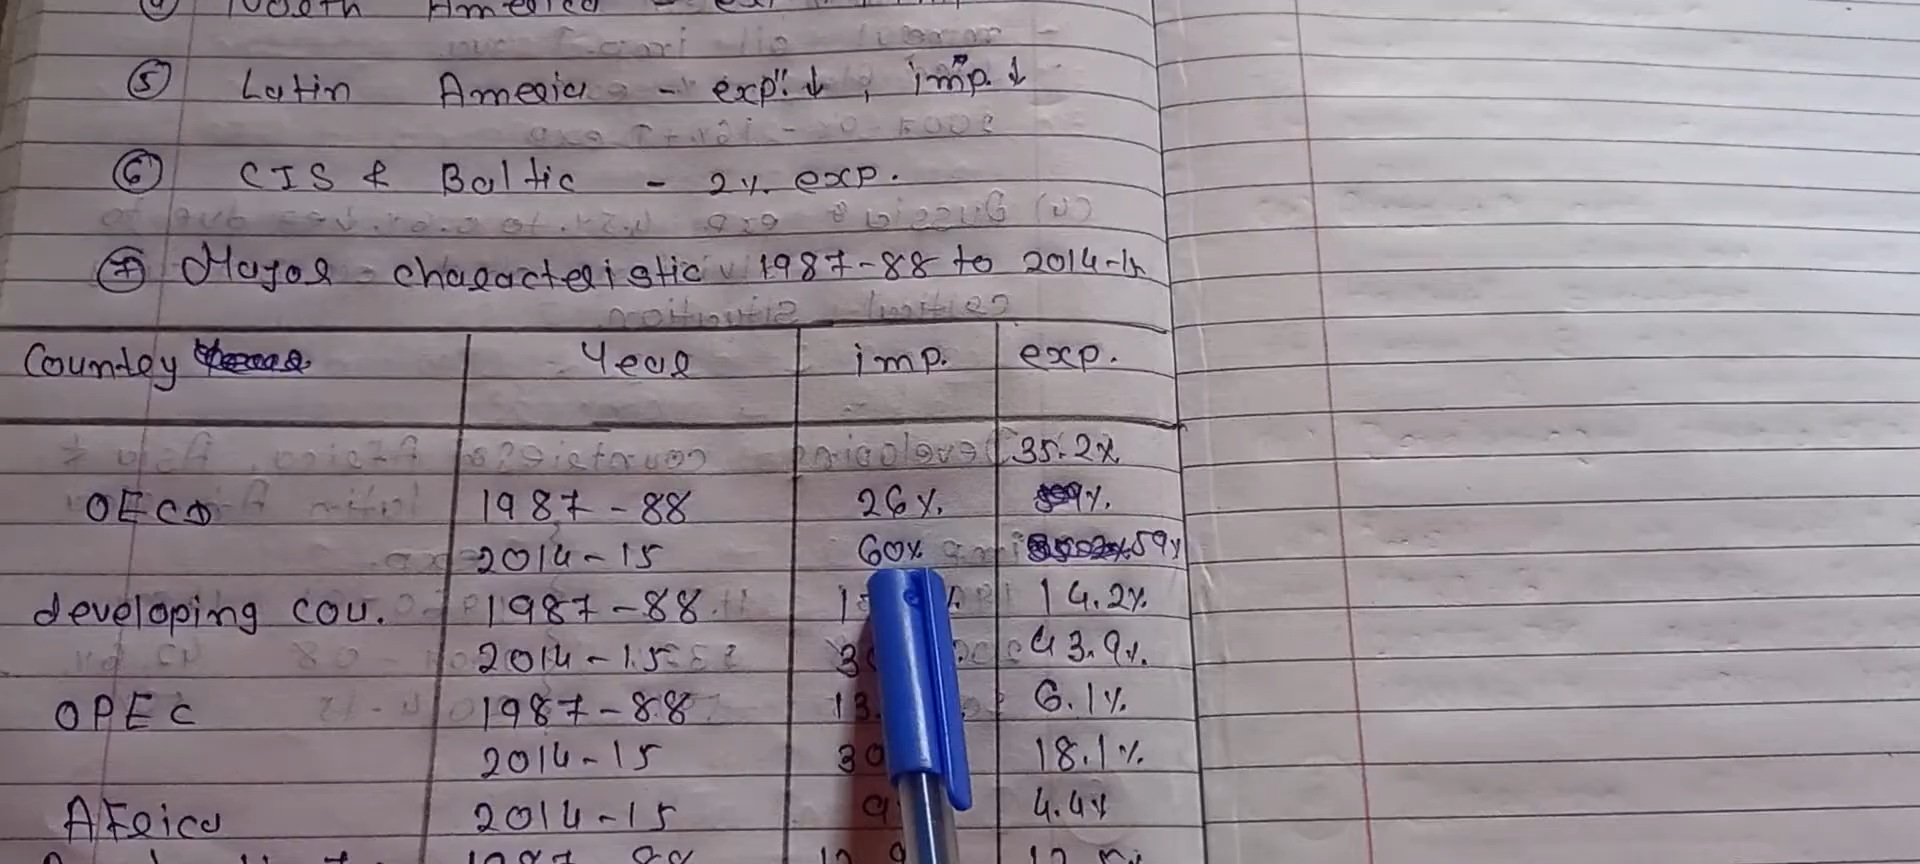 ⑤ Latin America - exp. ↓, imp. ↓
⑥ CIS & Baltic - 2% exp.
⑦ Major characteristic 1987-88 to 2014-15
Country Year imp. exp.
35.2%
OECD 1987-88 26%
2014-15 60% 59%
developing cou. 1987-88 14.2%
2014-15 43.9%
OPEC 1987-88 6.1%
2014-15 18.1%
AFrica 2014-15 4.4%